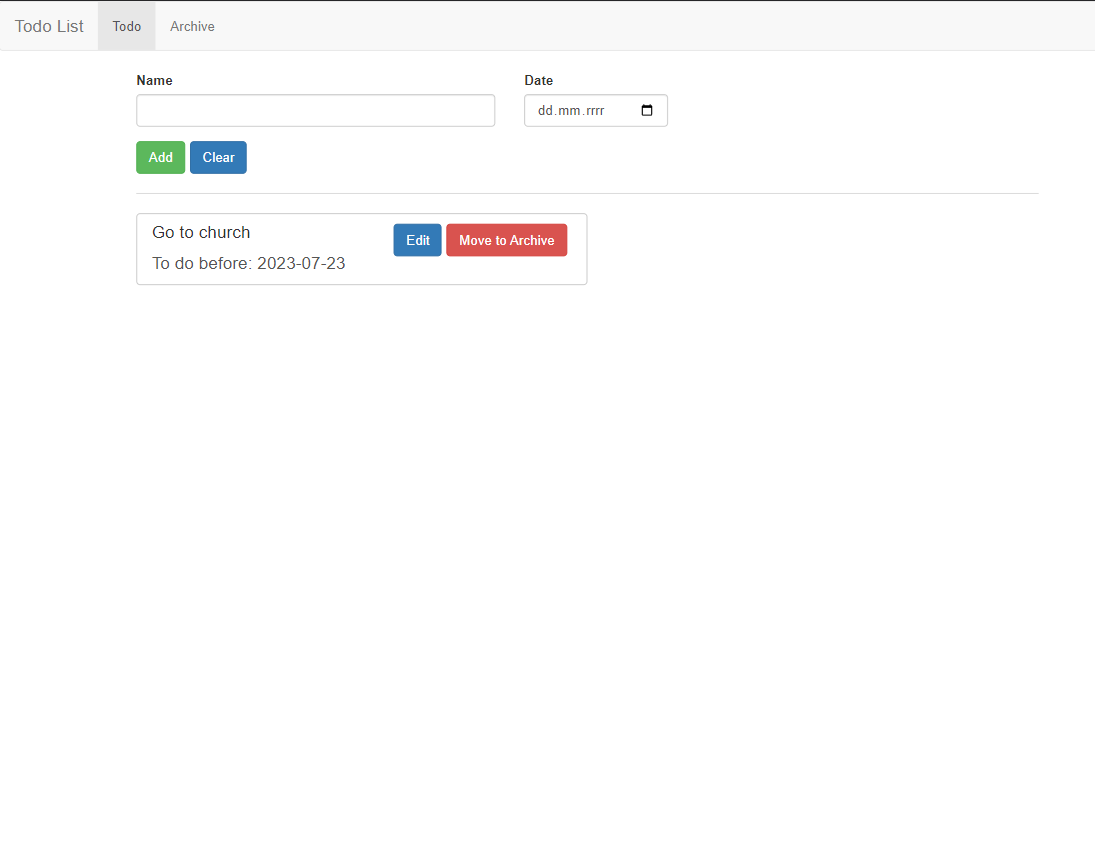 Todo List Todo Archive
Name Date
dd.mm.rrrr
Add Clear
Go to church Edit Move to Archive
To do before: 2023-07-23